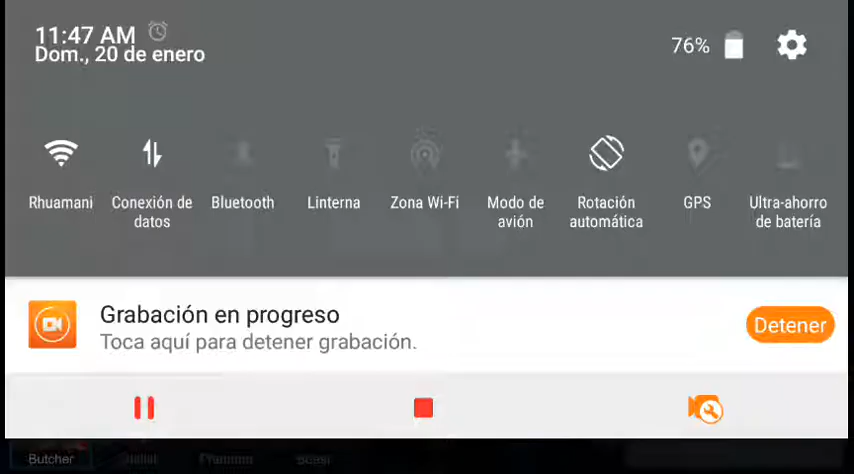 11:47 AM
Dom., 20 de enero
76%
Rhuamani
Conexión de
datos
Bluetooth
Linterna
Zona Wi-Fi
Modo de
avión
Rotación
automática
GPS
Ultra-ahorro
de batería
Grabación en progreso
Toca aquí para detener grabación.
Detener
Butcher